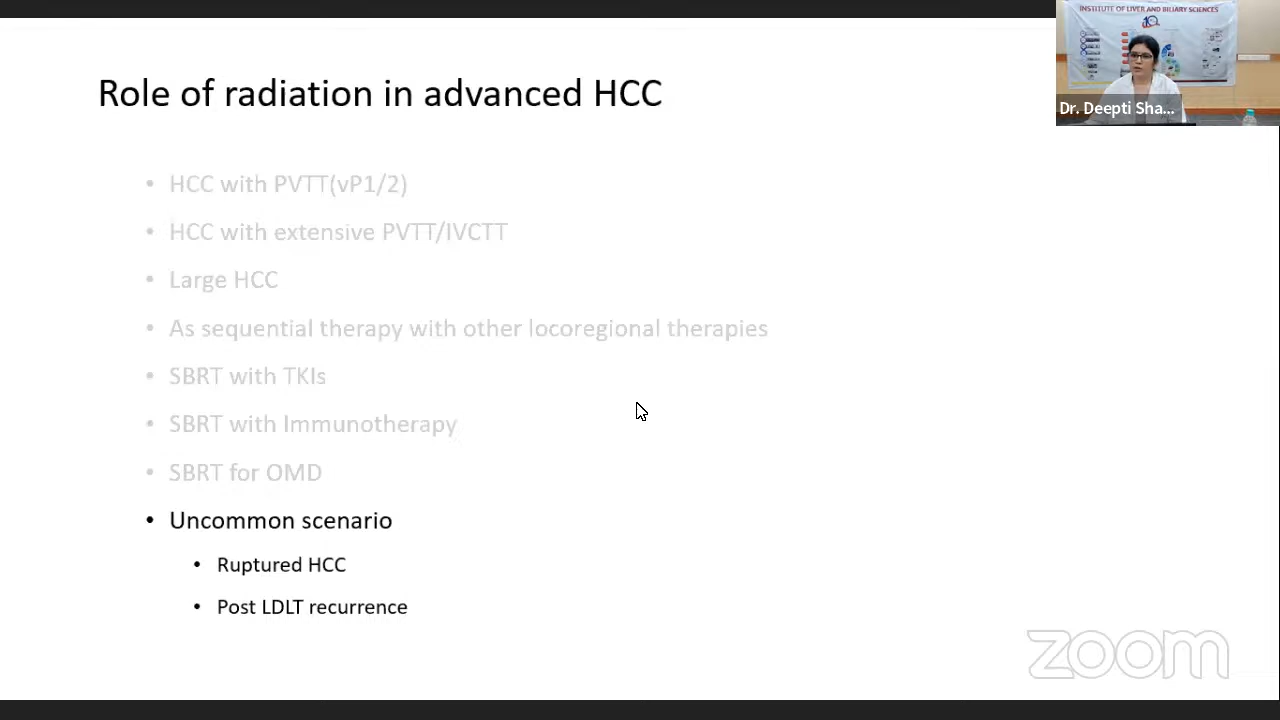 INSTITUTE OF LIVER AND BILIARY SCIENCES
Dr. Deepti Sha...
Role of radiation in advanced HCC
• HCC with PVTT(vP1/2)
• HCC with extensive PVTT/IVCTT
• Large HCC
• As sequential therapy with other locoregional therapies
• SBRT with TKIs
• SBRT with Immunotherapy
• SBRT for OMD
• Uncommon scenario
• Ruptured HCC
• Post LDLT recurrence
zoom